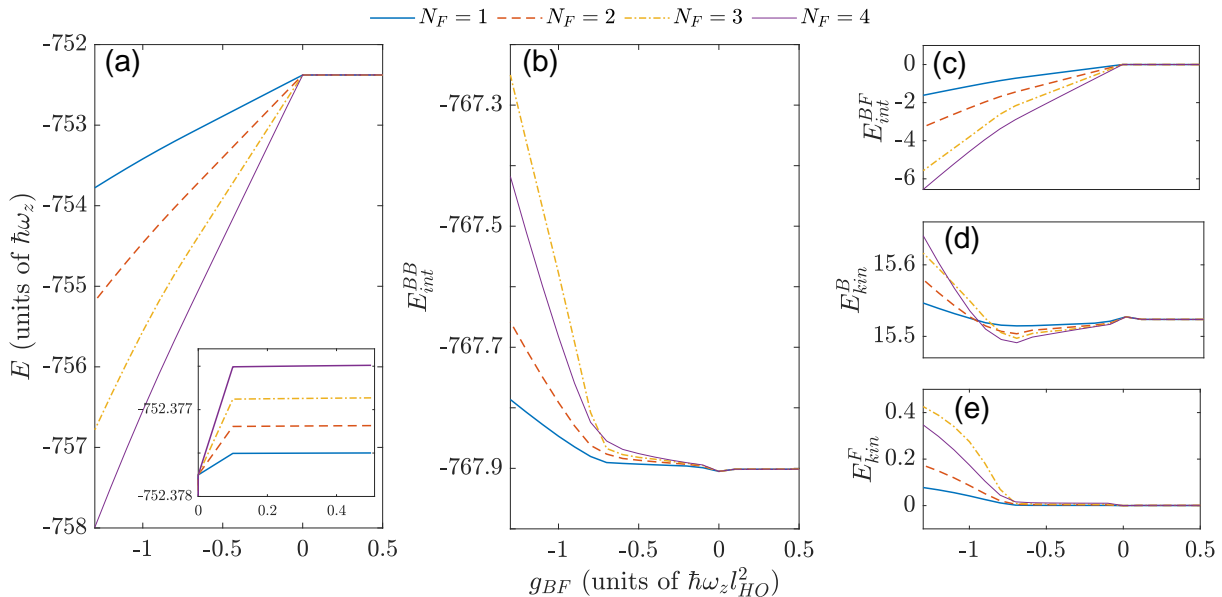 N_F = 1 N_F = 2 N_F = 3 N_F = 4
(a)
-752
-753
-754
-755
-756
-757
-758
E (units of ℏω_z)
-1 -0.5 0 0.5
-752.377
-752.378
0 0.2 0.4
(b)
-767.3
-767.5
-767.7
-767.9
E^{BB}_{int}
-1 -0.5 0 0.5
g_{BF} (units of ℏω_z l^2_{HO})
(c)
0
-2
-4
-6
E^{BF}_{int}
(d)
15.6
15.5
E^B_{kin}
(e)
0.4
0.2
0
E^F_{kin}
-1 -0.5 0 0.5